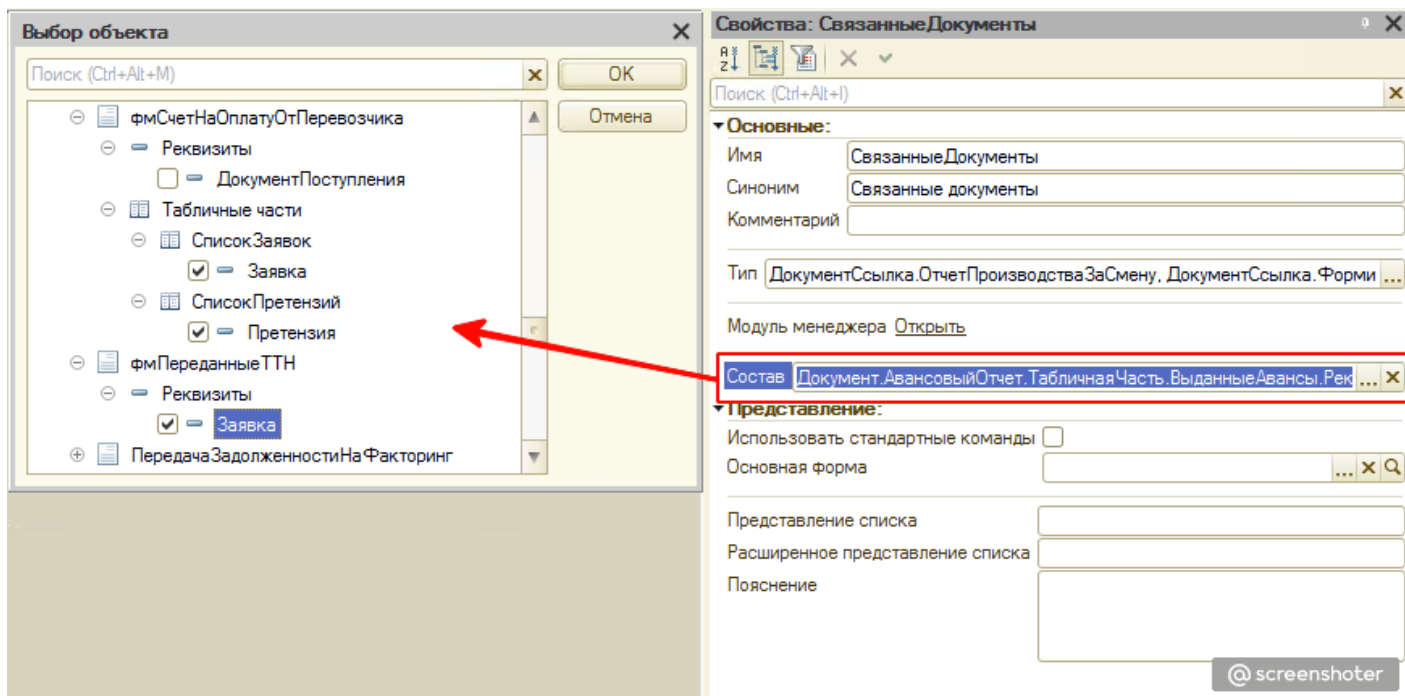 Выбор объекта
Поиск (Ctrl+Alt+M)
OK
Отмена
фмСчетНаОплатуОтПеревозчика
Реквизиты
ДокументПоступления
Табличные части
СписокЗаявок
Заявка
СписокПретензий
Претензия
фмПереданныеТТН
Реквизиты
Заявка
ПередачаЗадолженностиНаФакторинг
Свойства: СвязанныеДокументы
Поиск (Ctrl+Alt+I)
Основные:
Имя СвязанныеДокументы
Синоним Связанные документы
Комментарий
Тип ДокументСсылка.ОтчетПроизводстваЗаСмену, ДокументСсылка.Форми ...
Модуль менеджера Открыть
Состав Документ.АвансовыйОтчет.ТабличнаяЧасть.ВыданныеАвансы.Рек ...
Представление:
Использовать стандартные команды
Основная форма ...
Представление списка
Расширенное представление списка
Пояснение
@screenshoter